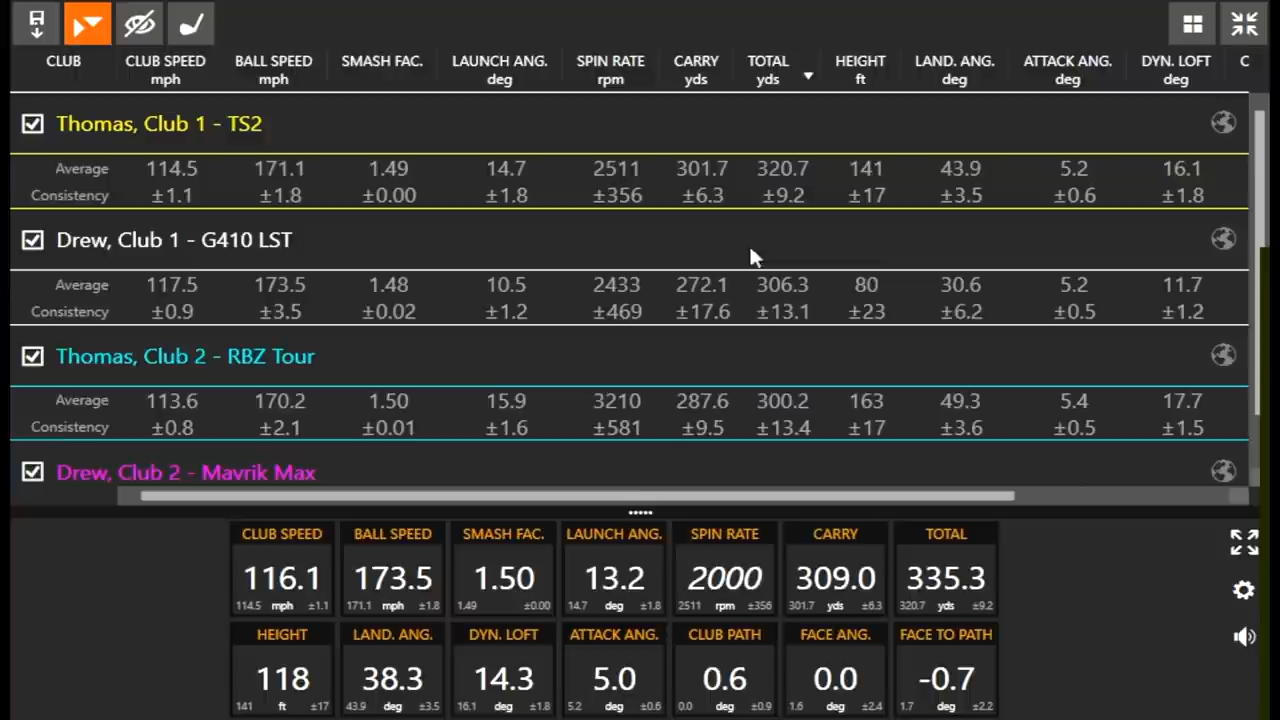 CLUB CLUB SPEED BALL SPEED SMASH FAC. LAUNCH ANG. SPIN RATE CARRY TOTAL HEIGHT LAND. ANG. ATTACK ANG. DYN. LOFT C
mph mph deg rpm yds yds ft deg deg deg
Thomas, Club 1 - TS2
Average 114.5 171.1 1.49 14.7 2511 301.7 320.7 141 43.9 5.2 16.1
Consistency ±1.1 ±1.8 ±0.00 ±1.8 ±356 ±6.3 ±9.2 ±17 ±3.5 ±0.6 ±1.8
Drew, Club 1 - G410 LST
Average 117.5 173.5 1.48 10.5 2433 272.1 306.3 80 30.6 5.2 11.7
Consistency ±0.9 ±3.5 ±0.02 ±1.2 ±469 ±17.6 ±13.1 ±23 ±6.2 ±0.5 ±1.2
Thomas, Club 2 - RBZ Tour
Average 113.6 170.2 1.50 15.9 3210 287.6 300.2 163 49.3 5.4 17.7
Consistency ±0.8 ±2.1 ±0.01 ±1.6 ±581 ±9.5 ±13.4 ±17 ±3.6 ±0.5 ±1.5
Drew, Club 2 - Mavrik Max
CLUB SPEED BALL SPEED SMASH FAC. LAUNCH ANG. SPIN RATE CARRY TOTAL
116.1 173.5 1.50 13.2 2000 309.0 335.3
114.5 mph ±1.1 171.1 mph ±1.8 1.49 ±0.00 14.7 deg ±1.8 2511 rpm ±356 301.7 yds ±6.3 320.7 yds ±9.2
HEIGHT LAND. ANG. DYN. LOFT ATTACK ANG. CLUB PATH FACE ANG. FACE TO PATH
118 38.3 14.3 5.0 0.6 0.0 -0.7
141 ft ±17 43.9 deg ±3.5 16.1 deg ±1.8 5.2 deg ±0.6 0.0 deg ±0.9 1.6 deg ±2.4 1.7 deg ±2.2